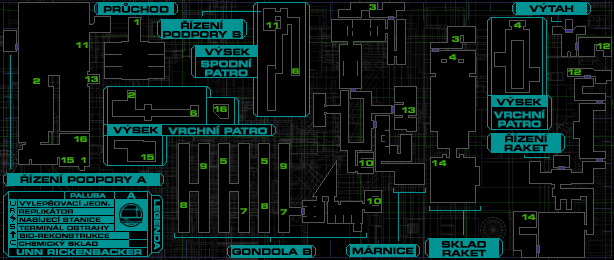 PRŮCHOD
3
VÝTAH
1
ŘÍZENÍ
PODPORY B
11
4
3
11
12
VÝSEK
SPODNÍ
PATRO
6
4
2
13
12
2
6
16
13
VÝSEK
VRCHNÍ PATRO
VÝSEK
VRCHNÍ
PATRO
16
15
ŘÍZENÍ
RAKET
15 1
9 5 5 9
10
14
ŘÍZENÍ PODPORY A
PALUBA A
U VYLEPŠOVACÍ JEDN.
R REPLIKÁTOR
NABÍJECÍ STANICE
TERMINÁL OBTRAHY
BIO-REKONSTRUKCE
C CHEMICKÝ SKLAD
UNN RICKENBACKER
LEGENDA
8 7 8 7
10
14
GONDOLA B
MÁRNICE
SKLAD
RAKET